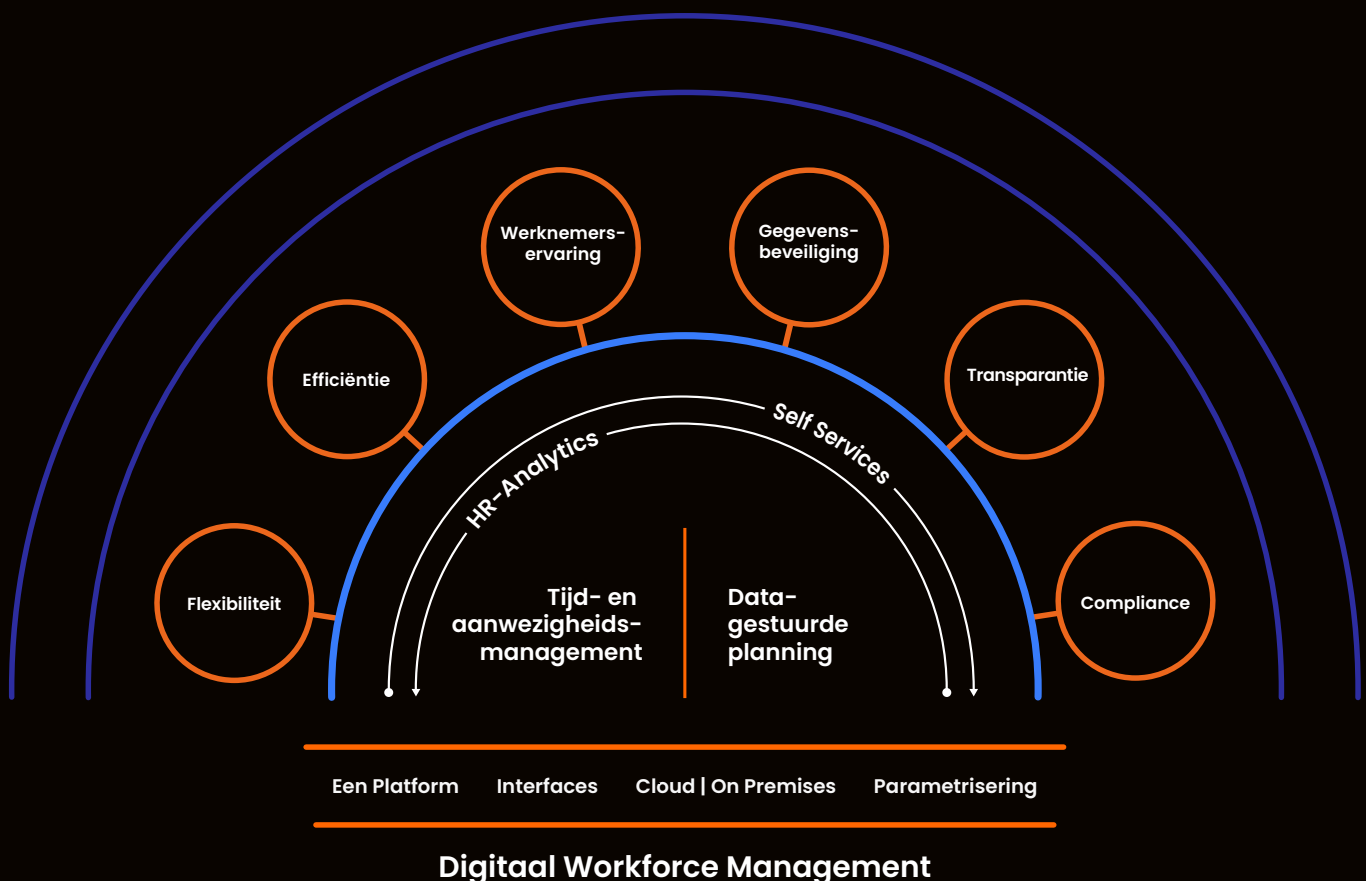 Werknemers-
ervaring
Gegevens-
beveiliging
Efficiëntie
Transparantie
Flexibiliteit
Compliance
HR-Analytics
Self Services
Tijd- en
aanwezigheids-
management
Data-
gestuurde
planning
Een Platform Interfaces Cloud | On Premises Parametrisering
Digitaal Workforce Management